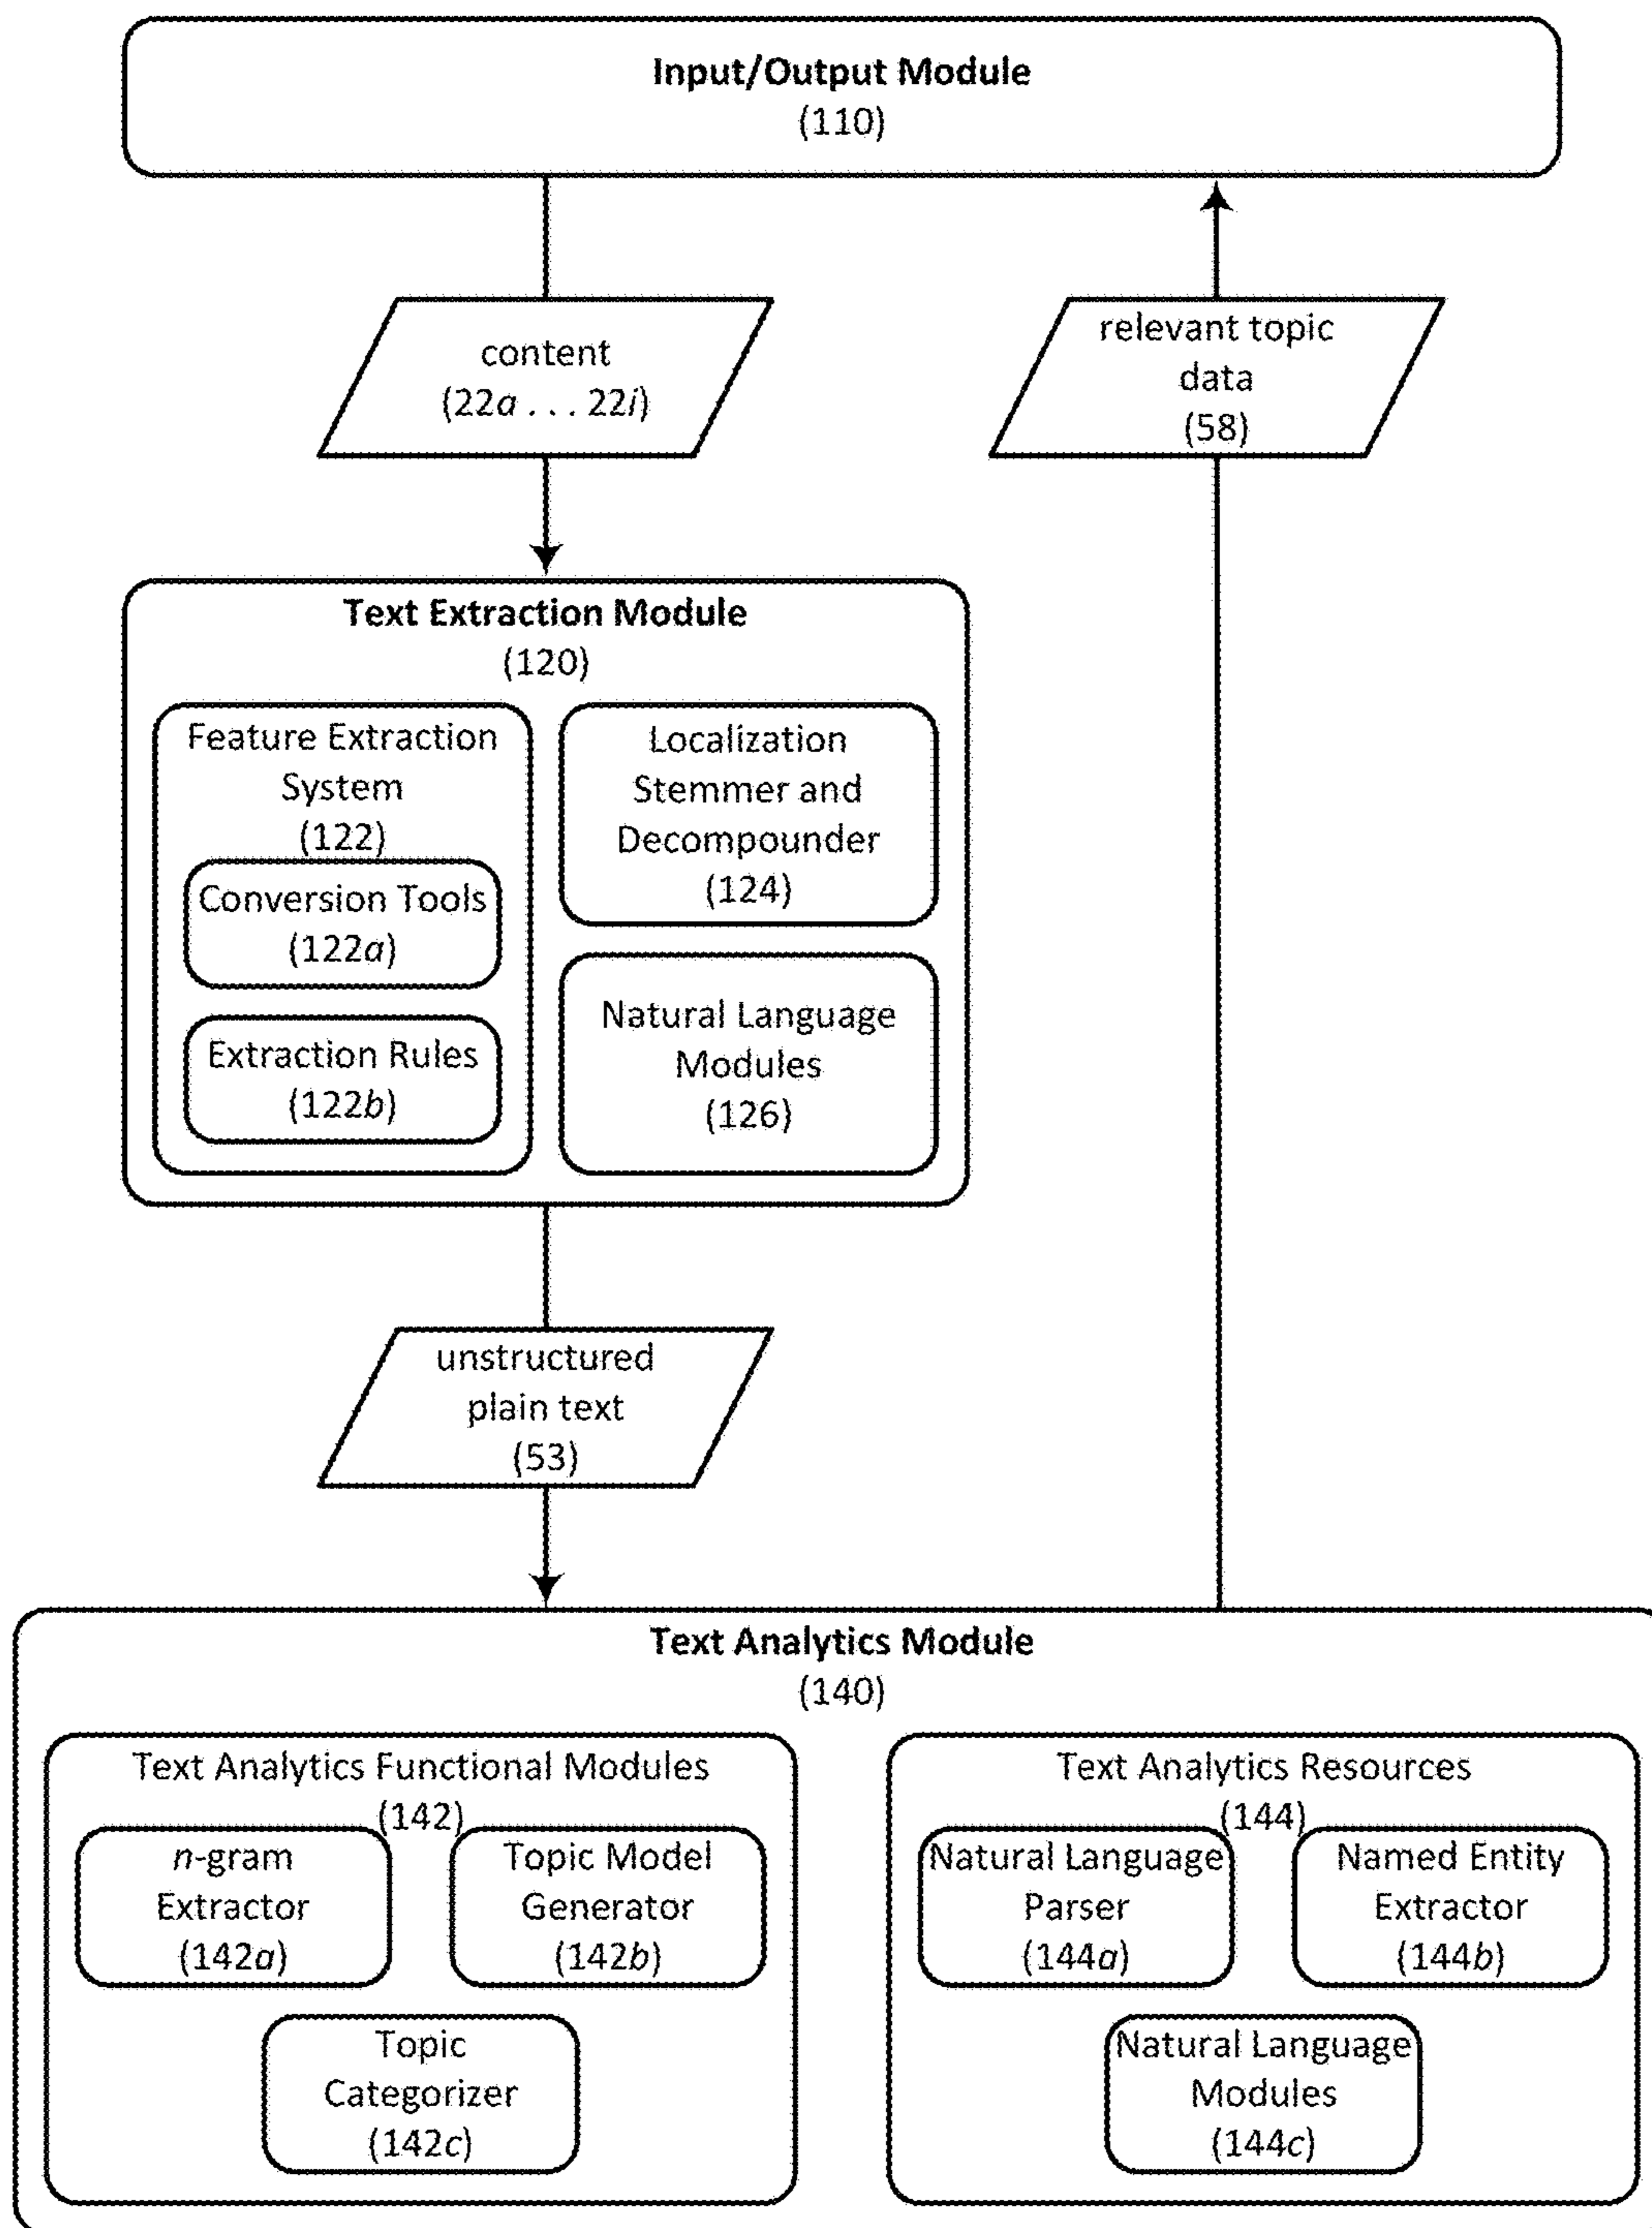 Input/Output Module
(110)
content
(22a . . . 22i)
relevant topic
data
(58)
Text Extraction Module
(120)
Feature Extraction
System
(122)
Conversion Tools
(122a)
Extraction Rules
(122b)
Localization
Stemmer and
Decompounder
(124)
Natural Language
Modules
(126)
unstructured
plain text
(53)
Text Analytics Module
(140)
Text Analytics Functional Modules
(142)
n-gram
Extractor
(142a)
Topic Model
Generator
(142b)
Topic
Categorizer
(142c)
Text Analytics Resources
(144)
Natural Language
Parser
(144a)
Named Entity
Extractor
(144b)
Natural Language
Modules
(144c)